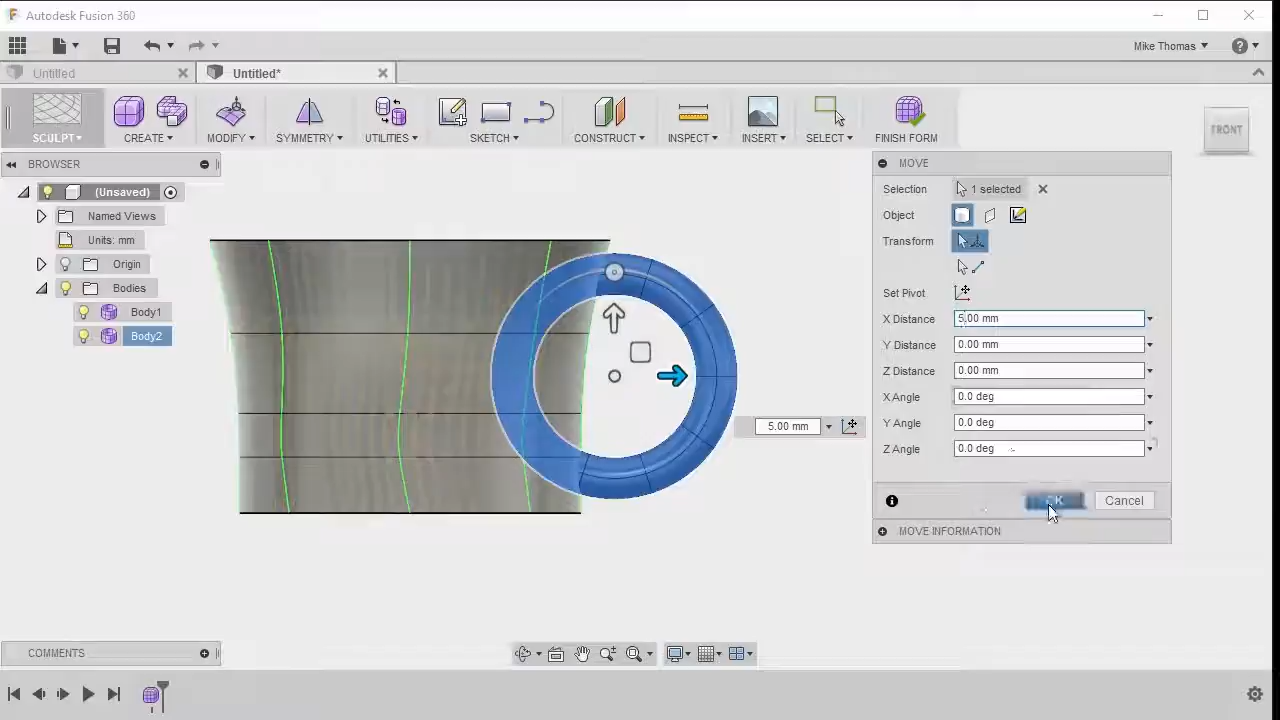 Autodesk Fusion 360
Mike Thomas
Untitled
Untitled*
SCULPT
CREATE
MODIFY
SYMMETRY
UTILITIES
SKETCH
CONSTRUCT
INSPECT
INSERT
SELECT
FINISH FORM
FRONT
BROWSER
(Unsaved)
Named Views
Units: mm
Origin
Bodies
Body1
Body2
5.00 mm
MOVE
Selection 1 selected
Object
Transform
Set Pivot
X Distance 5.00 mm
Y Distance 0.00 mm
Z Distance 0.00 mm
X Angle 0.0 deg
Y Angle 0.0 deg
Z Angle 0.0 deg
OK Cancel
MOVE INFORMATION
COMMENTS